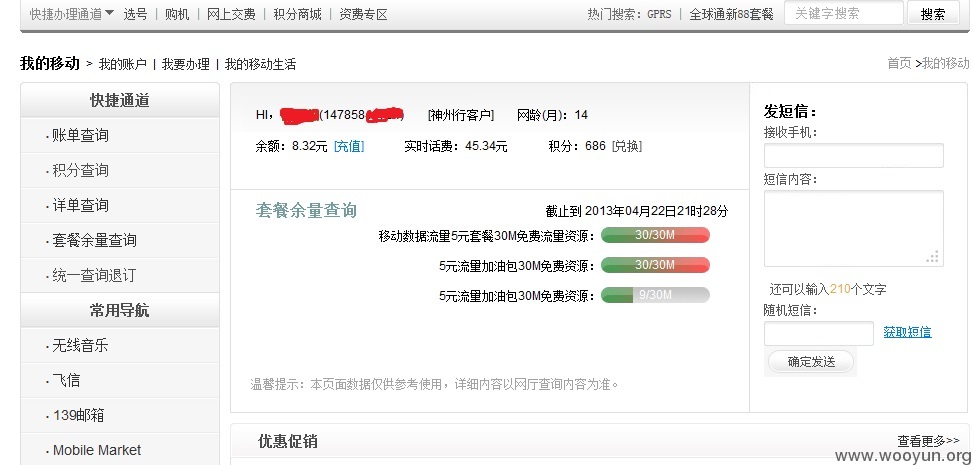 快捷办理通道 选号 | 购机 | 网上交费 | 积分商城 | 资费专区 热门搜索：GPRS | 全球通新88套餐 关键字搜索 搜索
我的移动 > 我的账户 | 我要办理 | 我的移动生活 首页 >我的移动
快捷通道
· 账单查询
· 积分查询
· 详单查询
· 套餐余量查询
· 统一查询退订
常用导航
· 无线音乐
· 飞信
· 139邮箱
· Mobile Market
HI， (147858 ) [神州行客户] 网龄(月)：14
余额：8.32元 [充值] 实时话费：45.34元 积分：686 [兑换]
套餐余量查询 截止到 2013年04月22日21时28分
移动数据流量5元套餐30M免费流量资源： 30/30M
5元流量加油包30M免费资源： 30/30M
5元流量加油包30M免费资源： 9/30M
温馨提示：本页面数据仅供参考使用，详细内容以网厅查询内容为准。
优惠促销 查看更多>>
发短信：
接收手机：
短信内容：
还可以输入210个文字
随机短信：
获取短信
确定发送
www.wooyun.org